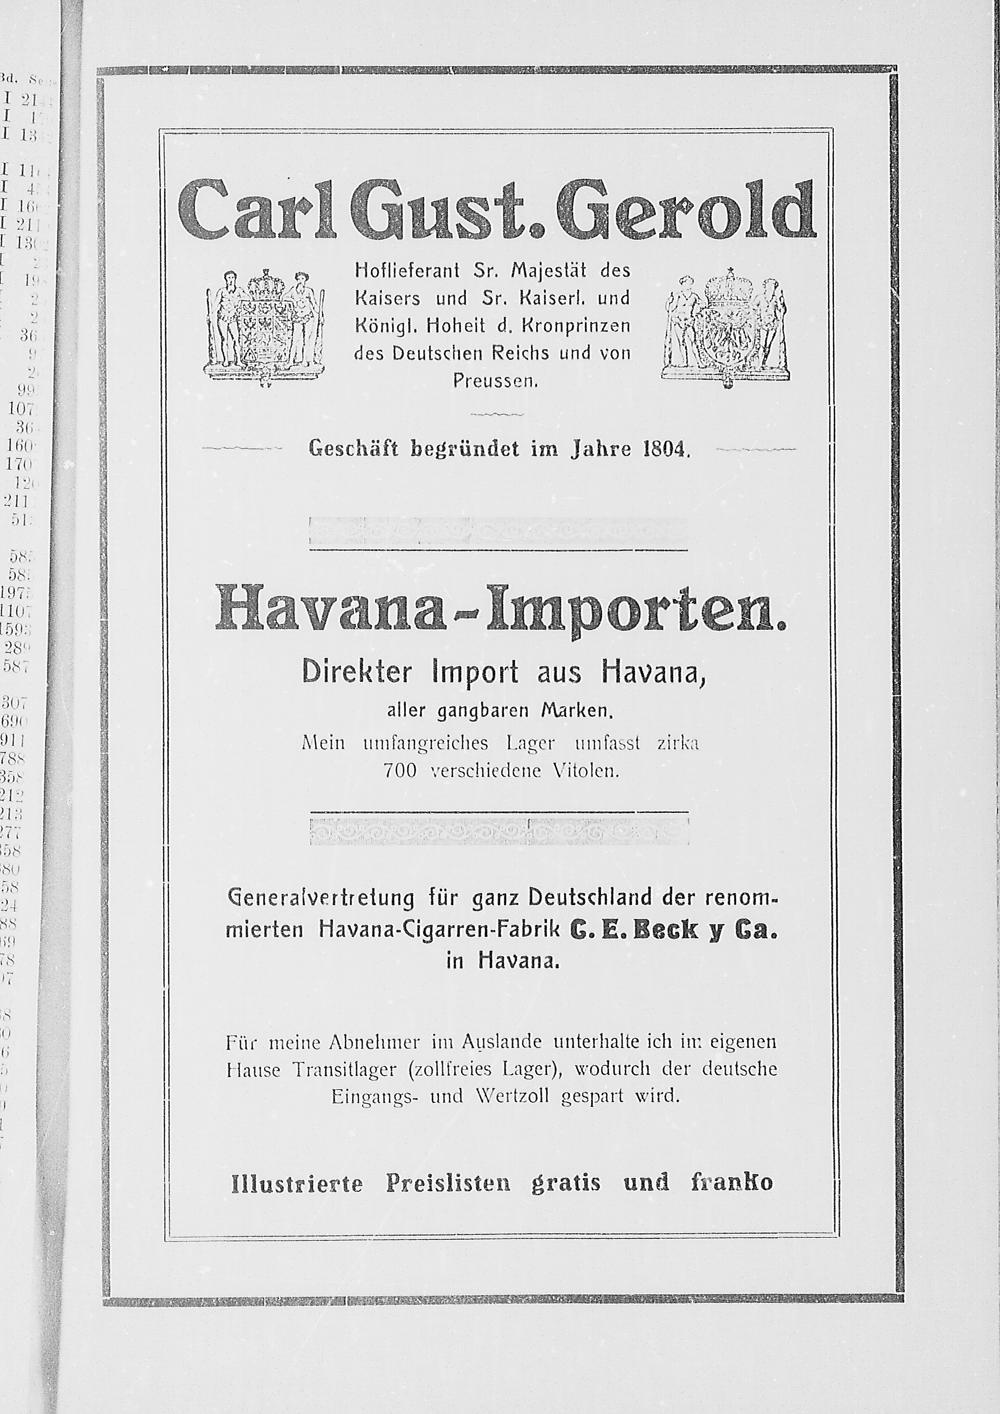 Carl Gust. Gerold
Hoflieferant Sr. Majestät des
Kaisers und Sr. Kaiserl. und
Königl. Hoheit d. Kronprinzen
des Deutschen Reichs und von
Preussen.
Geschäft begründet im Jahre 1804.
Havana-Importen.
Direkter Import aus Havana,
aller gangbaren Marken.
Mein umfangreiches Lager umfasst zirka
700 verschiedene Vitolen.
Generalvertretung für ganz Deutschland der renom-
mierten Havana-Cigarren-Fabrik C. E. Beck y Ca.
in Havana.
Für meine Abnehmer im Auslande unterhalte ich im eigenen
Hause Transitlager (zollfreies Lager), wodurch der deutsche
Eingangs- und Wertzoll gespart wird.
Illustrierte Preislisten gratis und franko